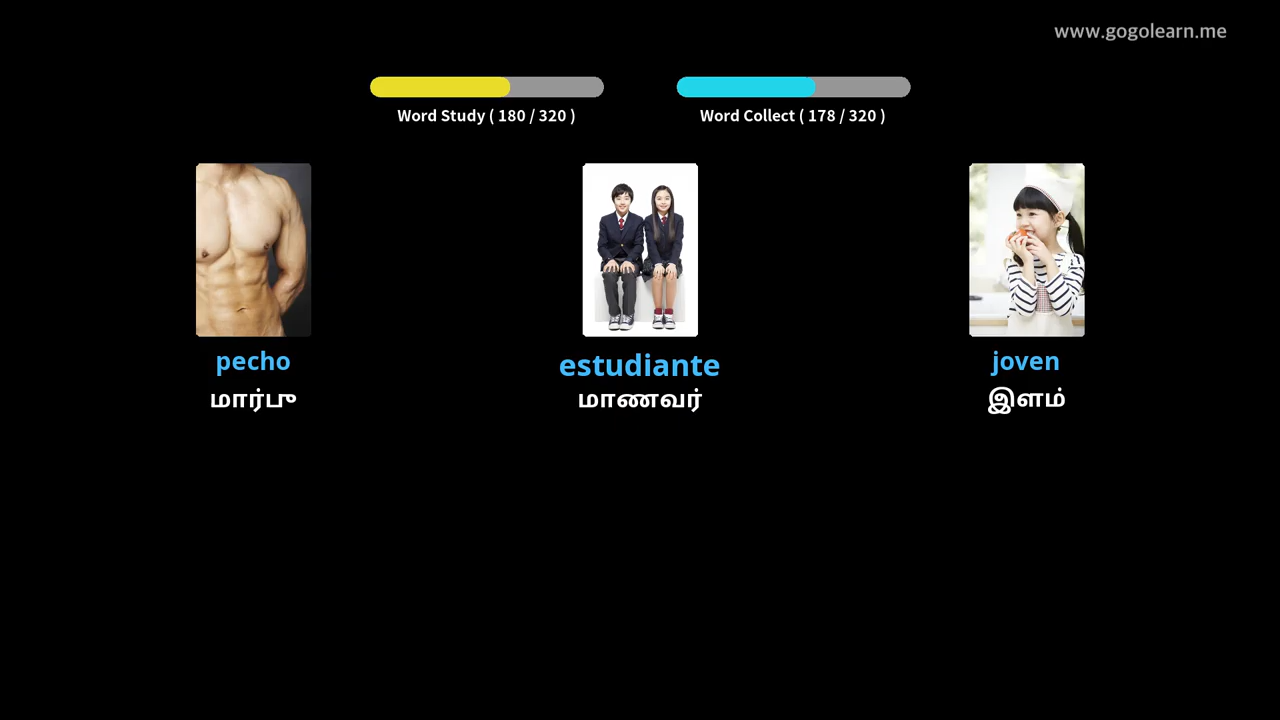 www.gogolearn.me
Word Study ( 180 / 320 )
Word Collect ( 178 / 320 )
pecho
estudiante
joven
மார்பு
மாணவர்
இளம்